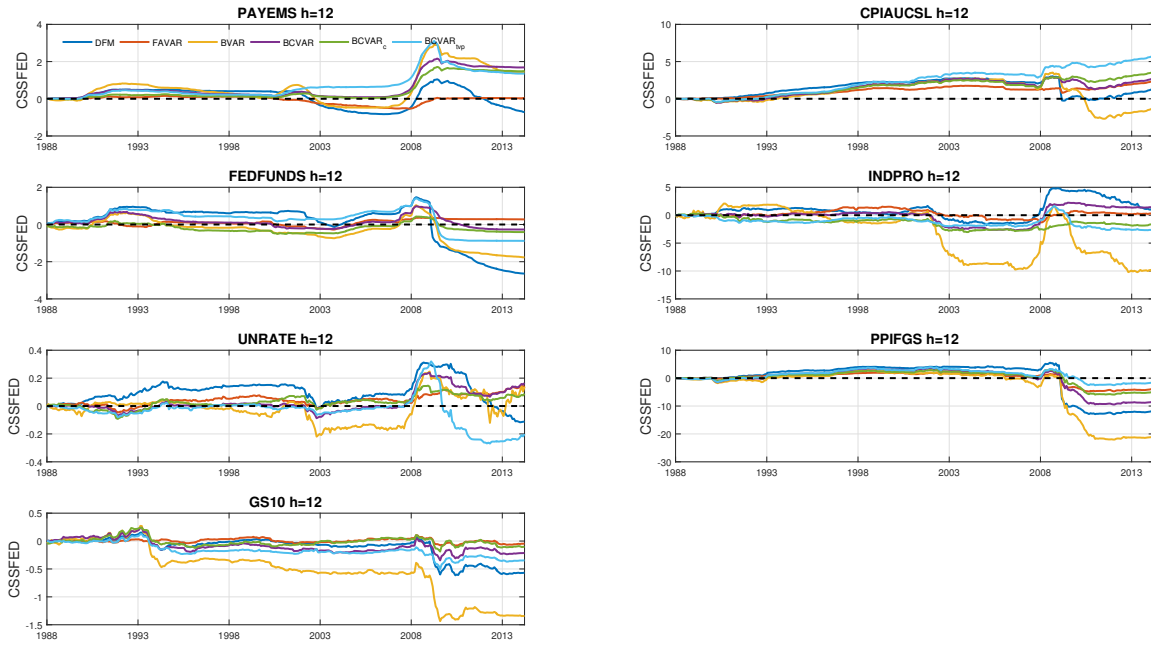 PAYEMS h=12
CSSFED
4
2
0
-2
DFM FAVAR BVAR BCVAR BCVARc BCVARtvp
1988 1993 1998 2003 2008 2013
CPIAUCSL h=12
CSSFED
10
5
0
-5
1988 1993 1998 2003 2008 2013
FEDFUNDS h=12
CSSFED
2
0
-2
-4
1988 1993 1998 2003 2008 2013
INDPRO h=12
CSSFED
5
0
-5
-10
-15
1988 1993 1998 2003 2008 2013
UNRATE h=12
CSSFED
0.4
0.2
0
-0.2
-0.4
1988 1993 1998 2003 2008 2013
PPIFGS h=12
CSSFED
10
0
-10
-20
-30
1988 1993 1998 2003 2008 2013
GS10 h=12
CSSFED
0.5
0
-0.5
-1
-1.5
1988 1993 1998 2003 2008 2013